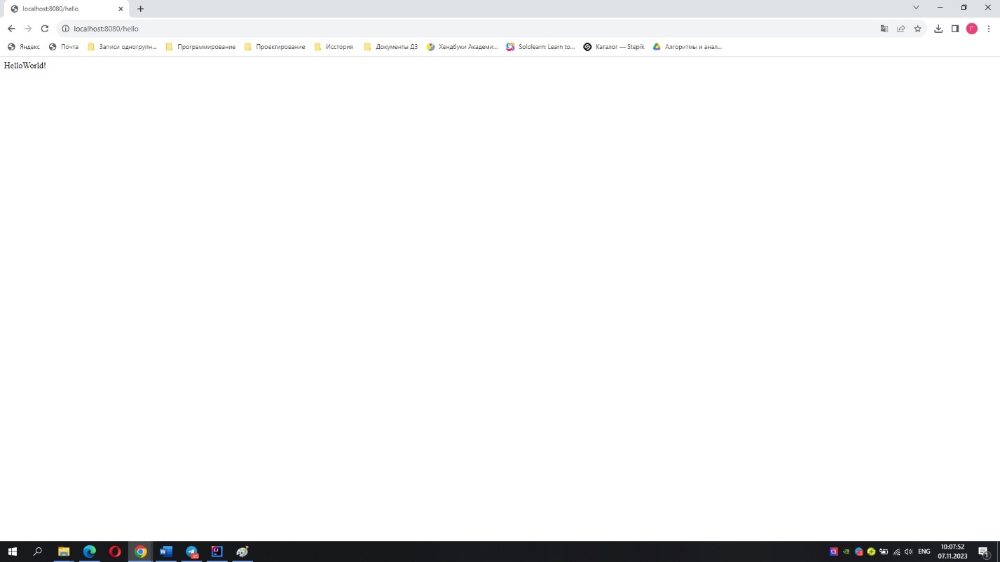 localhost:8080/hello
localhost:8080/hello
Яндекс Почта Записи одногрупн... Программирование Проектирование Исстория Документы ДЗ Хендбуки Академи... Sololearn: Learn to... Каталог — Stepik Алгоритмы и анал...
HelloWorld!
ENG 10:07:52
07.11.2023